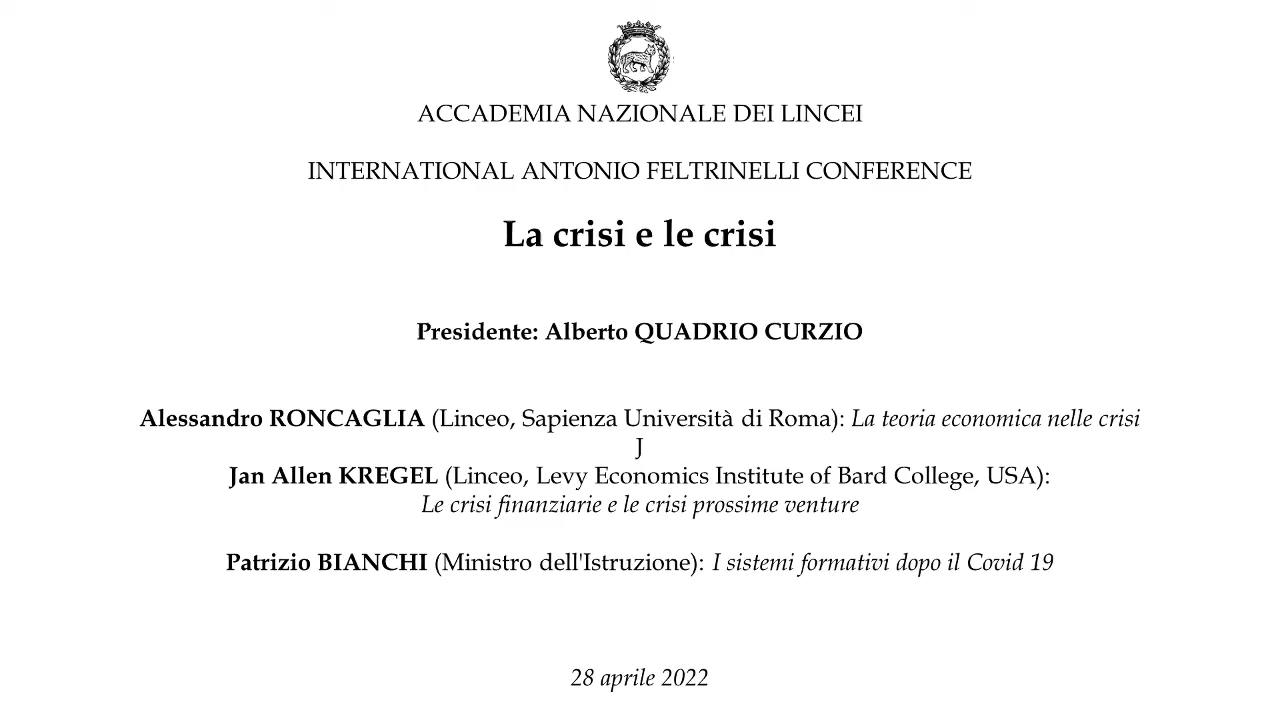 ACCADEMIA NAZIONALE DEI LINCEI
INTERNATIONAL ANTONIO FELTRINELLI CONFERENCE
La crisi e le crisi
Presidente: Alberto QUADRIO CURZIO
Alessandro RONCAGLIA (Linceo, Sapienza Università di Roma): La teoria economica nelle crisi
J
Jan Allen KREGEL (Linceo, Levy Economics Institute of Bard College, USA):
Le crisi finanziarie e le crisi prossime venture
Patrizio BIANCHI (Ministro dell'Istruzione): I sistemi formativi dopo il Covid 19
28 aprile 2022